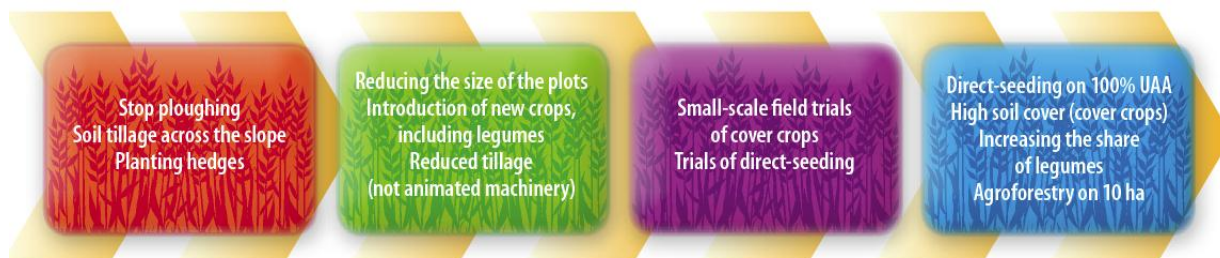 Stop ploughing
Soil tillage across the slope
Planting hedges
Reducing the size of the plots
Introduction of new crops,
including legumes
Reduced tillage
(not animated machinery)
Small-scale field trials
of cover crops
Trials of direct-seeding
Direct-seeding on 100% UAA
High soil cover (cover crops)
Increasing the share
of legumes
Agroforestry on 10 ha